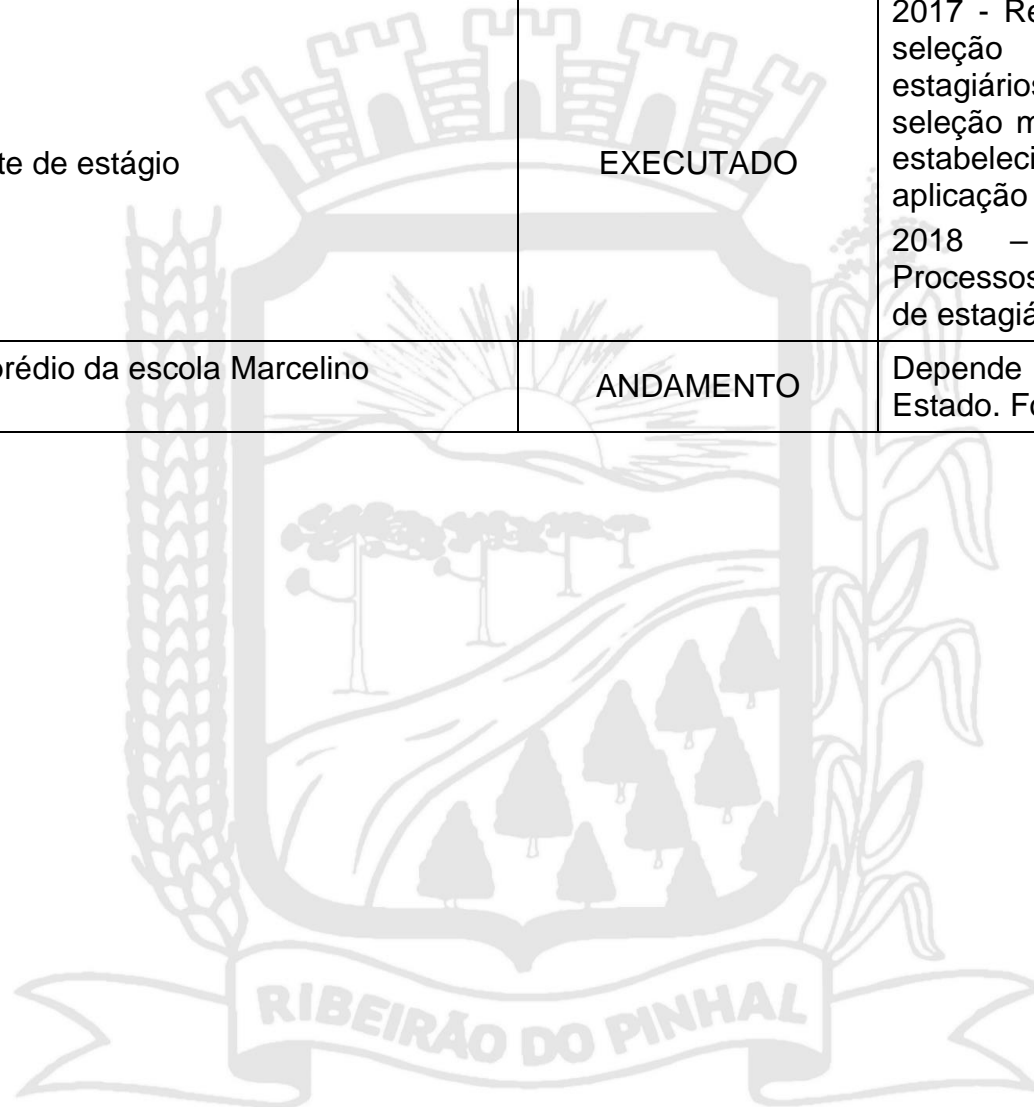 te de estágio
EXECUTADO
2017 - Re
seleção
estagiários
seleção m
estabeleci
aplicação
2018 –
Processos
de estagiá
prédio da escola Marcelino
ANDAMENTO
Depende
Estado. Fo
RIBEIRÃO DO PINHAL